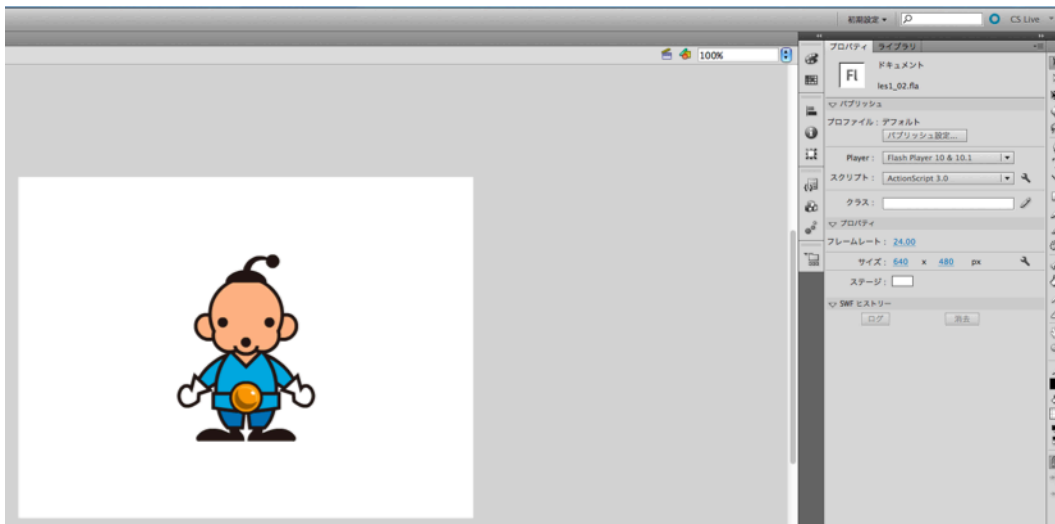 初期設定
CS Live
100%
プロパティ ライブラリ
Fl
ドキュメント
les1_02.fla
パブリッシュ
プロファイル : デフォルト
パブリッシュ設定...
Player : Flash Player 10 & 10.1
スクリプト : ActionScript 3.0
クラス :
プロパティ
フレームレート : 24.00
サイズ : 640 x 480 px
ステージ :
SWF ヒストリー
ログ 消去